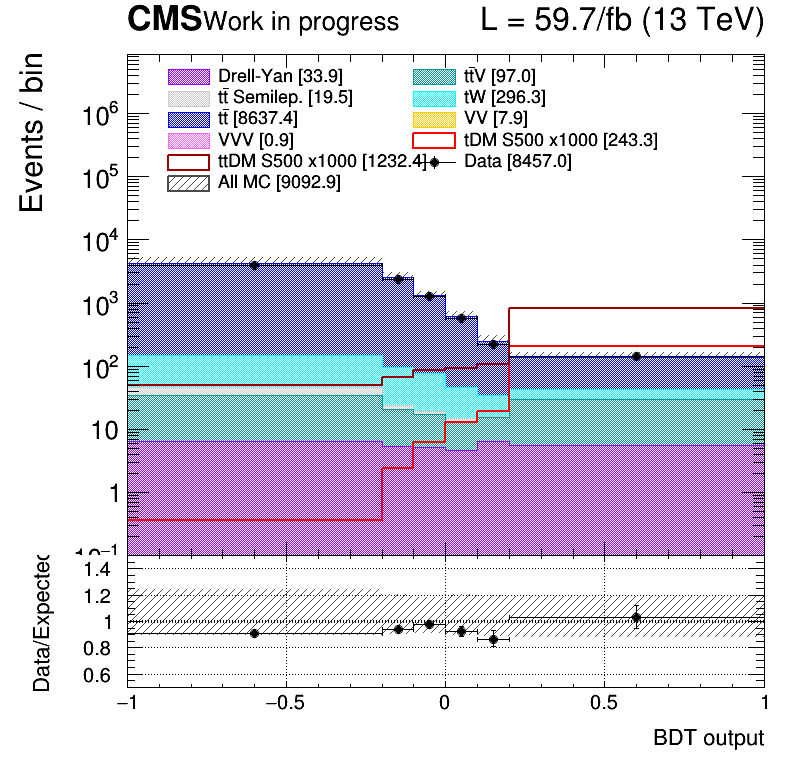 CMS Work in progress L = 59.7/fb (13 TeV)
Events / bin
Drell-Yan [33.9] tt̄V [97.0]
tt̄ Semilep. [19.5] tW [296.3]
tt̄ [8637.4] VV [7.9]
VVV [0.9] tDM S500 x1000 [243.3]
ttDM S500 x1000 [1232.4] Data [8457.0]
All MC [9092.9]
10⁶
10⁵
10⁴
10³
10²
10
1
10⁻¹
Data/Expected
1.4
1.2
1
0.8
0.6
−1 −0.5 0 0.5 1
BDT output